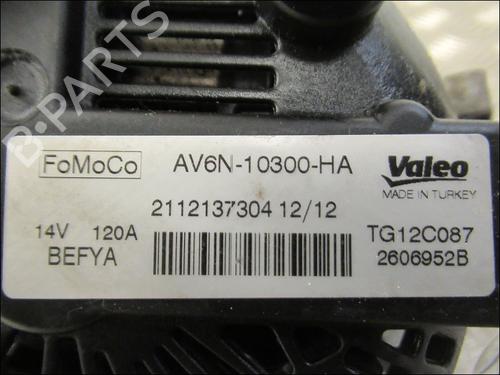 B-PARTS
FoMoCo AV6N-10300-HA Valeo
MADE IN TURKEY
2112137304 12/12
14V 120A TG12C087
BEFYA 2606952B